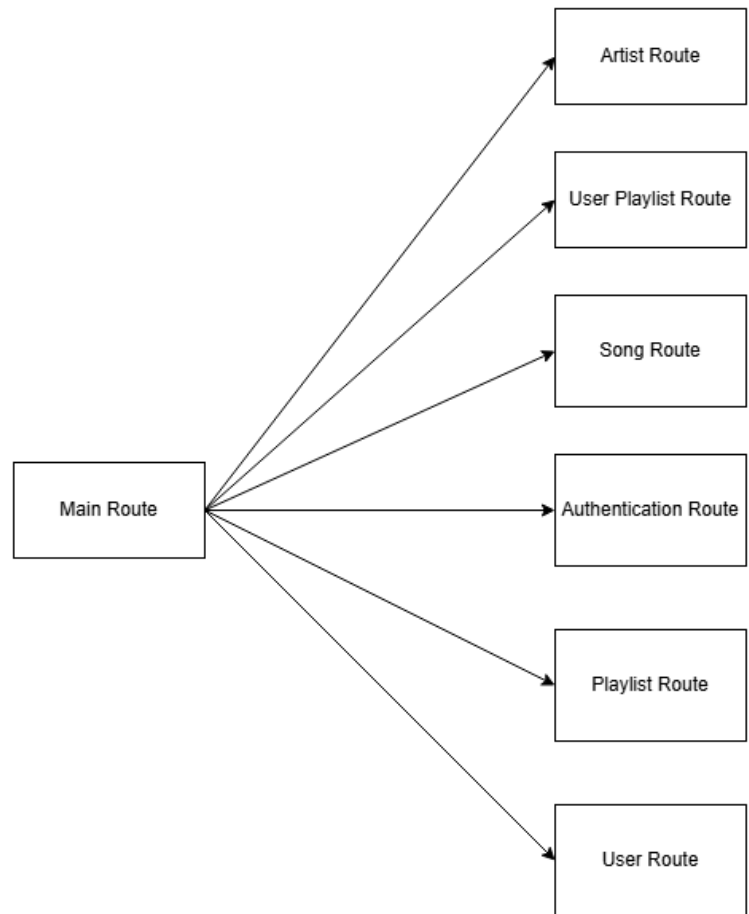 Artist Route
User Playlist Route
Song Route
Main Route
Authentication Route
Playlist Route
User Route